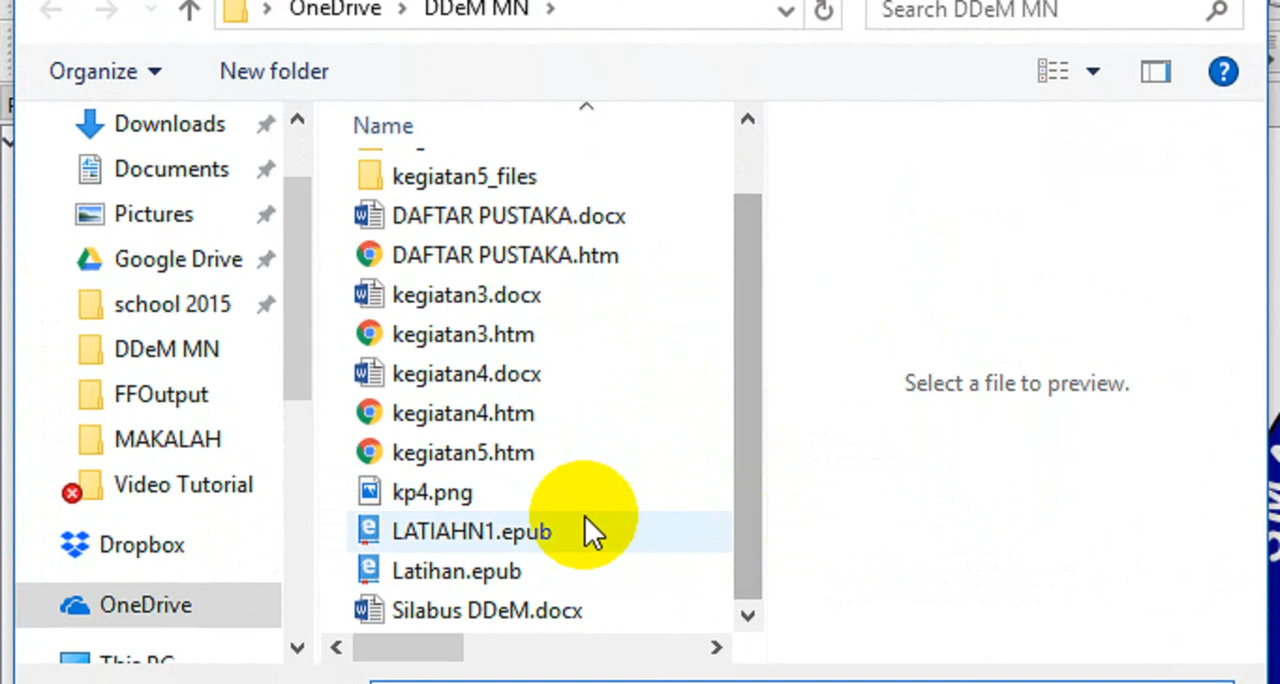 OneDrive > DDeM MN >
Search DDeM MN
Organize
New folder
?
Downloads
Documents
Pictures
Google Drive
school 2015
DDeM MN
FFOutput
MAKALAH
Video Tutorial
Dropbox
OneDrive
This PC
Name
kegiatan5_files
DAFTAR PUSTAKA.docx
DAFTAR PUSTAKA.htm
kegiatan3.docx
kegiatan3.htm
kegiatan4.docx
kegiatan4.htm
kegiatan5.htm
kp4.png
LATIAHN1.epub
Latihan.epub
Silabus DDeM.docx
Select a file to preview.